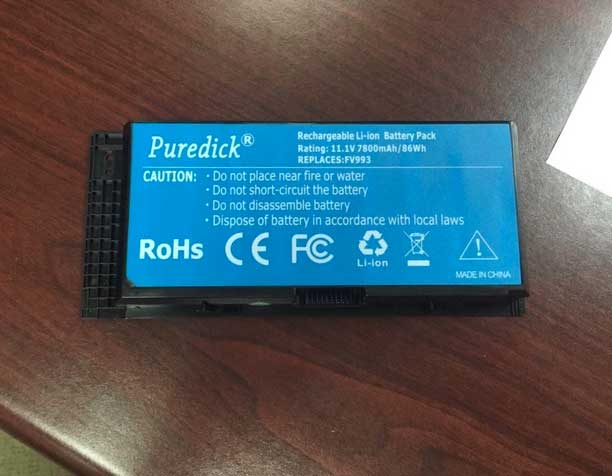 Puredick®
Rechargeable Li-ion Battery Pack
Rating: 11.1V 7800mAh/86Wh
REPLACES:FV993
CAUTION: · Do not place near fire or water
· Do not short-circuit the battery
· Do not disassemble battery
· Dispose of battery in accordance with local laws
RoHs CE FC
Li-ion
MADE IN CHINA